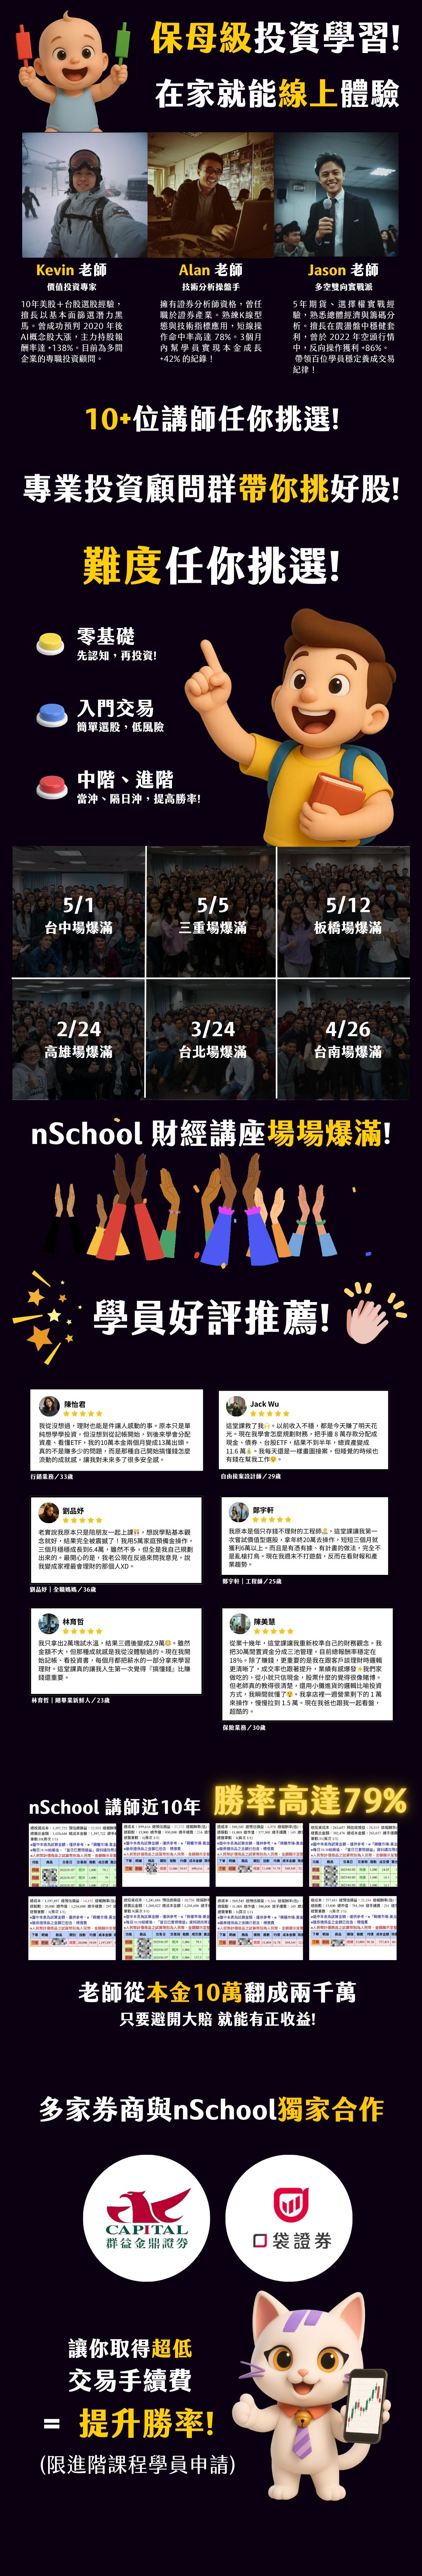 保母級投資學習!
在家就能線上體驗
Kevin 老師
價值投資專家
10年美股+台股選股經驗，
擅長以基本面篩選潛力黑
馬。曾成功預判 2020 年後
AI概念股大漲，主力持股報
酬率達 +138%。目前為多間
企業的專職投資顧問。
Alan 老師
技術分析操盤手
擁有證券分析師資格，曾任
職於證券產業。熟練K線型
態與技術指標應用，短線操
作命中率高達 78%。3個月
內幫學員實現本金成長
+42% 的紀錄！
Jason 老師
多空雙向實戰派
5年期貨、選擇權實戰經
驗，熟悉總體經濟與籌碼分
析。擅長在震盪盤中穩健套
利，曾於 2022 年空頭行情
中，反向操作獲利 +86%。
帶領百位學員穩定養成交易
紀律！
10+位講師任你挑選!
專業投資顧問群帶你挑好股!
難度任你挑選!
零基礎
先認知，再投資!
入門交易
簡單選股，低風險
中階、進階
當沖、隔日沖，提高勝率!
5/1
台中場爆滿
5/5
三重場爆滿
5/12
板橋場爆滿
2/24
高雄場爆滿
3/24
台北場爆滿
4/26
台南場爆滿
nSchool 財經講座場場爆滿!
學員好評推薦!
陳怡君
我從沒想過，理財也能是件讓人感動的事。原本只是單
純想學學投資，但沒想到從記帳開始，到後來學會分配
資產、看懂ETF，我的10萬本金兩個月變成13萬出頭。
真的不是賺多少的問題，而是那種自己開始搞懂錢怎麼
流動的成就感，讓我對未來多了很多安全感。
行銷業務／33歲
Jack Wu
這堂課救了我🙌。以前收入不穩，都是今天賺了明天花
光。現在我學會怎麼規劃財務，把手邊 8 萬存款分配成
現金、債券、台股ETF，結果不到半年，總資產變成
11.6 萬💰。我每天還是一樣畫圖接案，但睡覺的時候也
有錢在幫我工作😌。
自由接案設計師／29歲
劉品妤
老實說我原本只是陪朋友一起上課👯，想說學點基本觀
念就好，結果完全被震撼了！我用5萬家庭預備金操作，
三個月穩穩成長到6.4萬，雖然不多，但全是我自己規劃
出來的。最開心的是，我老公現在反過來問我意見，說
我變成家裡最會理財的那個人XD。
劉品妤｜全職媽媽／36歲
鄭宇軒
我原本是個只存錢不理財的工程師🧑‍💻，這堂課讓我第一
次嘗試價值型選股，拿年終20萬去操作，短短三個月就
獲利6萬以上。而且是有憑有據、有計畫的做法，完全不
是亂槍打鳥。現在我週末不打遊戲，反而在看財報和產
業趨勢。
鄭宇軒｜工程師／25歲
林育哲
我只拿出2萬塊試水溫，結果三週後變成2.9萬🤯。雖然
金額不大，但那種成就感是我從沒體驗過的。現在我開
始記帳、看投資書，每個月都把薪水的一部分拿來學習
理財。這堂課真的讓我人生第一次覺得『搞懂錢』比賺
錢還重要。
林育哲｜剛畢業新鮮人／23歲
陳美慧
從業十幾年，這堂課讓我重新校準自己的財務觀念。我
把30萬閒置資金分成三池管理，目前總報酬率穩定在
18%。除了賺錢，更重要的是我在跟客戶談理財時邏輯
更清晰了，成交率也跟著提升，業績有感爆發✨我們家
做吃的，從小就只信現金，股票什麼的覺得很像賭博。
但老師真的教得很清楚，還用小攤進貨的邏輯比喻投資
方式，我瞬間就懂了😲。我拿店裡一週營業剩下的 1 萬
來操作，慢慢拉到 1.5 萬。現在我爸也跟我一起看盤，
超酷的。
保險業務／30歲
nSchool 講師近10年 勝率高達79%
老師從本金10萬翻成兩千萬
只要避開大賠 就能有正收益!
多家券商與nSchool獨家合作
CAPITAL
群益金鼎證券
口袋證券
讓你取得超低
交易手續費
= 提升勝率!
(限進階課程學員申請)